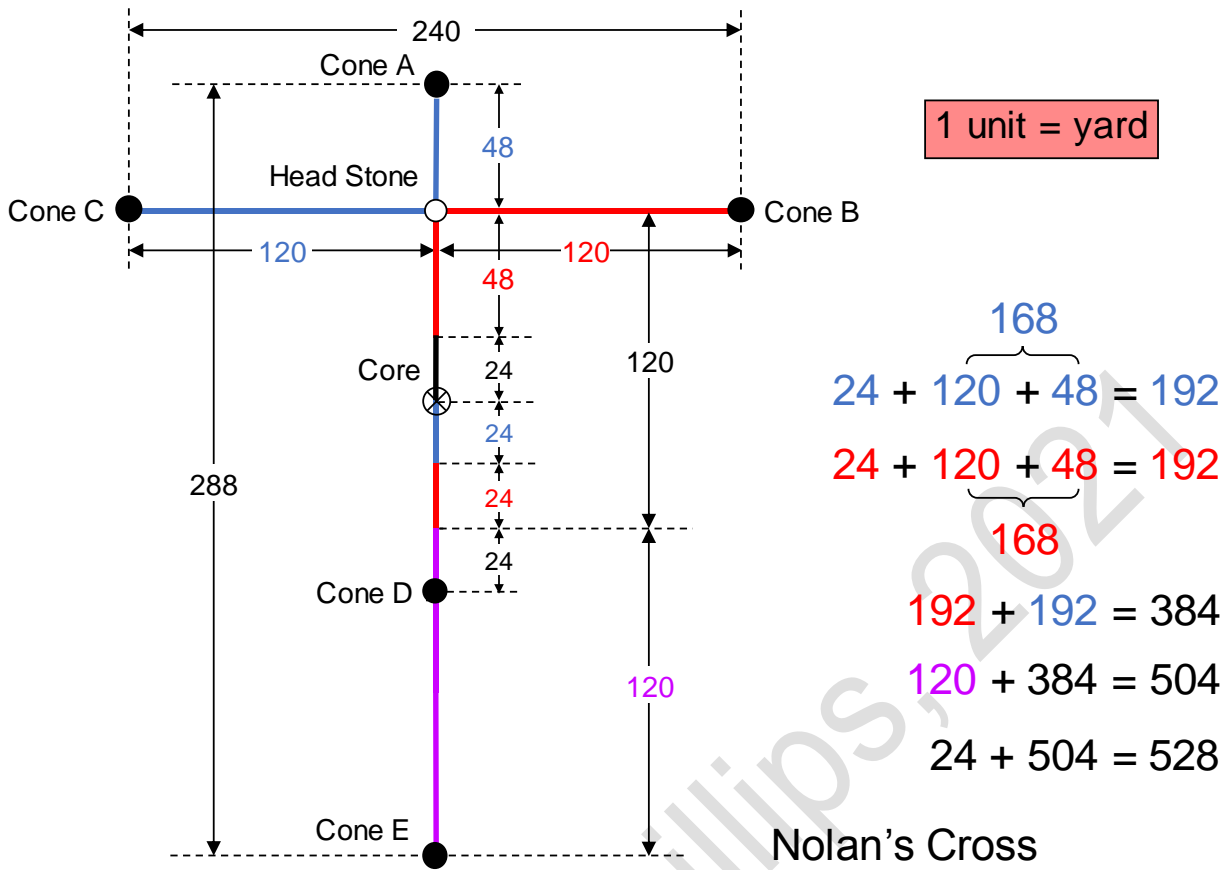 240
Cone A
48
1 unit = yard
Head Stone
Cone C
Cone B
120
120
48
168
24 + 120 + 48 = 192
Core
24
120
24
24 + 120 + 48 = 192
168
288
24
24
Cone D
192 + 192 = 384
120
120 + 384 = 504
24 + 504 = 528
Cone E
Nolan's Cross
illips, 2021